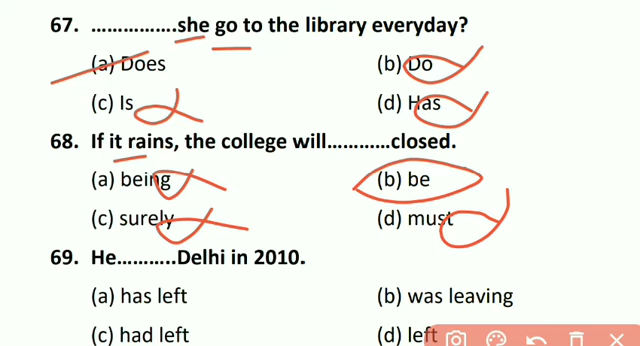 67. ................she go to the library everyday?
(a) Does (b) Do
(c) Is (d) Has
68. If it rains, the college will............closed.
(a) being (b) be
(c) surely (d) must
69. He...........Delhi in 2010.
(a) has left (b) was leaving
(c) had left (d) left